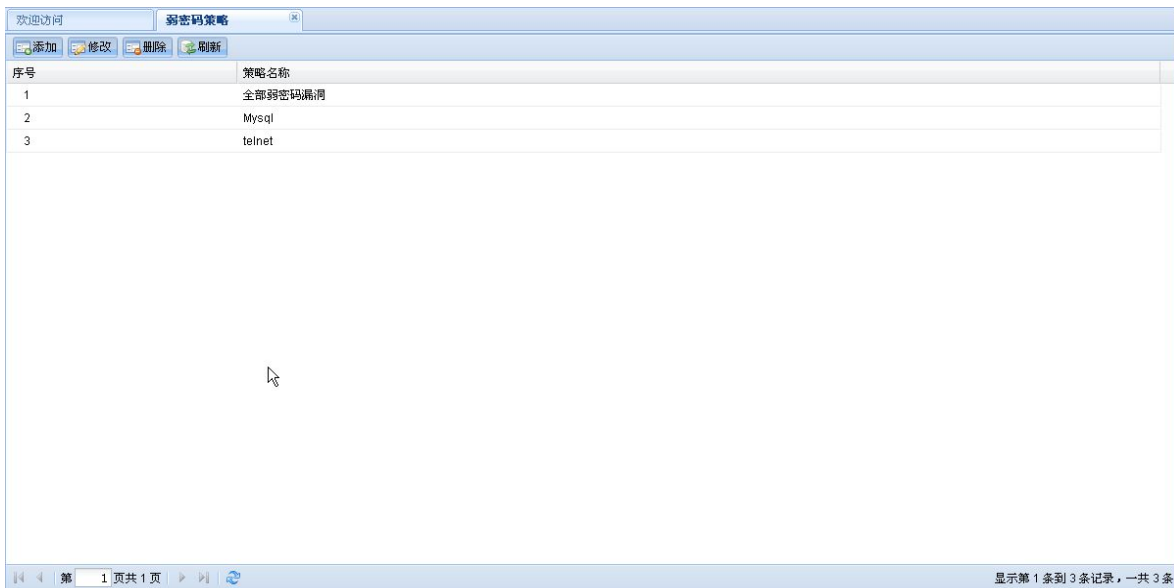 欢迎访问 弱密码策略
添加 修改 删除 刷新
序号 策略名称
1 全部弱密码漏洞
2 Mysql
3 telnet
第 1 页共 1 页 显示第 1 条到 3 条记录，一共 3 条